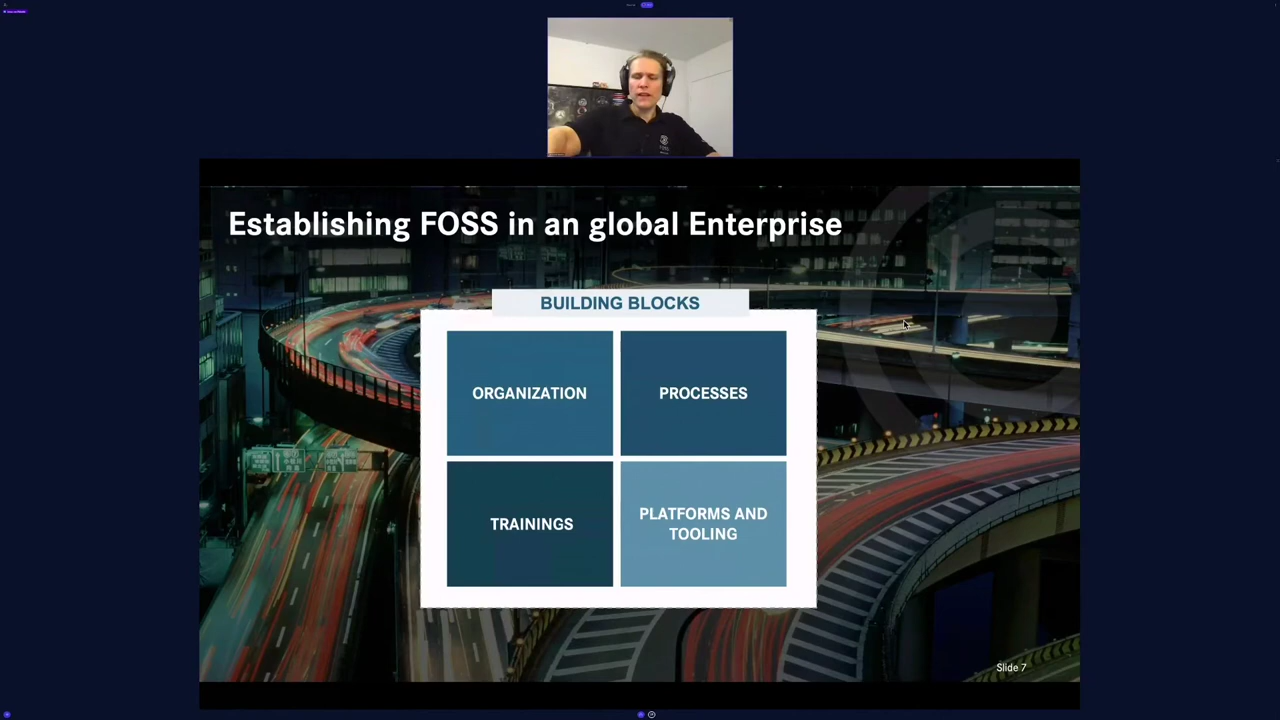 Establishing FOSS in an global Enterprise
BUILDING BLOCKS
ORGANIZATION
PROCESSES
TRAININGS
PLATFORMS AND
TOOLING
Slide 7